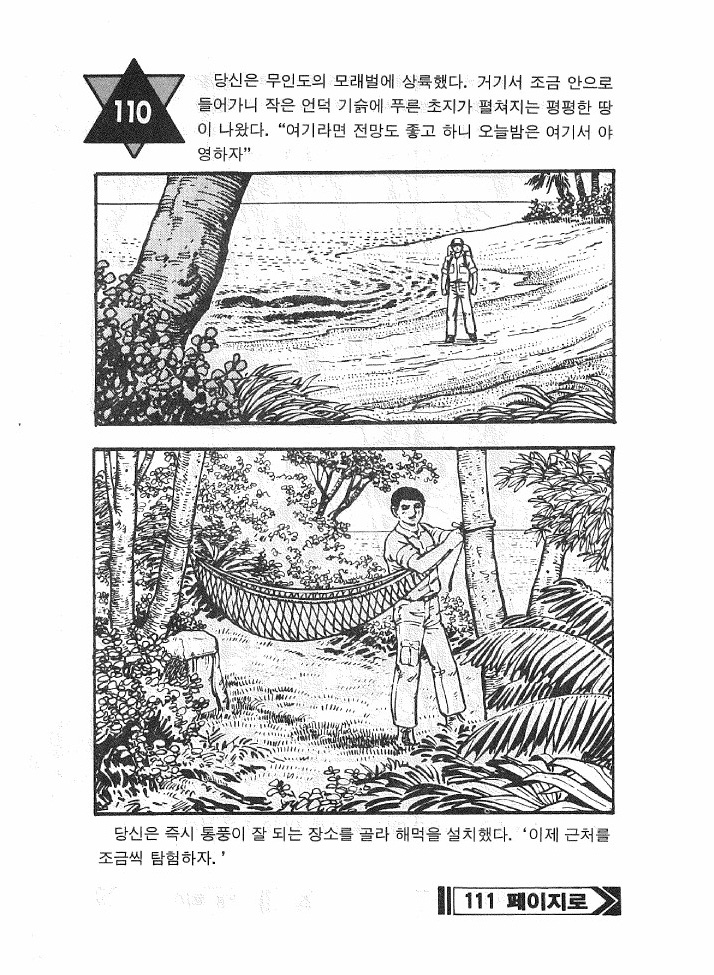 110
당신은 무인도의 모래벌에 상륙했다. 거기서 조금 안으로
들어가니 작은 언덕 기슭에 푸른 초지가 펼쳐지는 평평한 땅
이 나왔다. “여기라면 전망도 좋고 하니 오늘밤은 여기서 야
영하자”
당신은 즉시 통풍이 잘 되는 장소를 골라 해먹을 설치했다. ‘이제 근처를
조금씩 탐험하자.’
111 페이지로